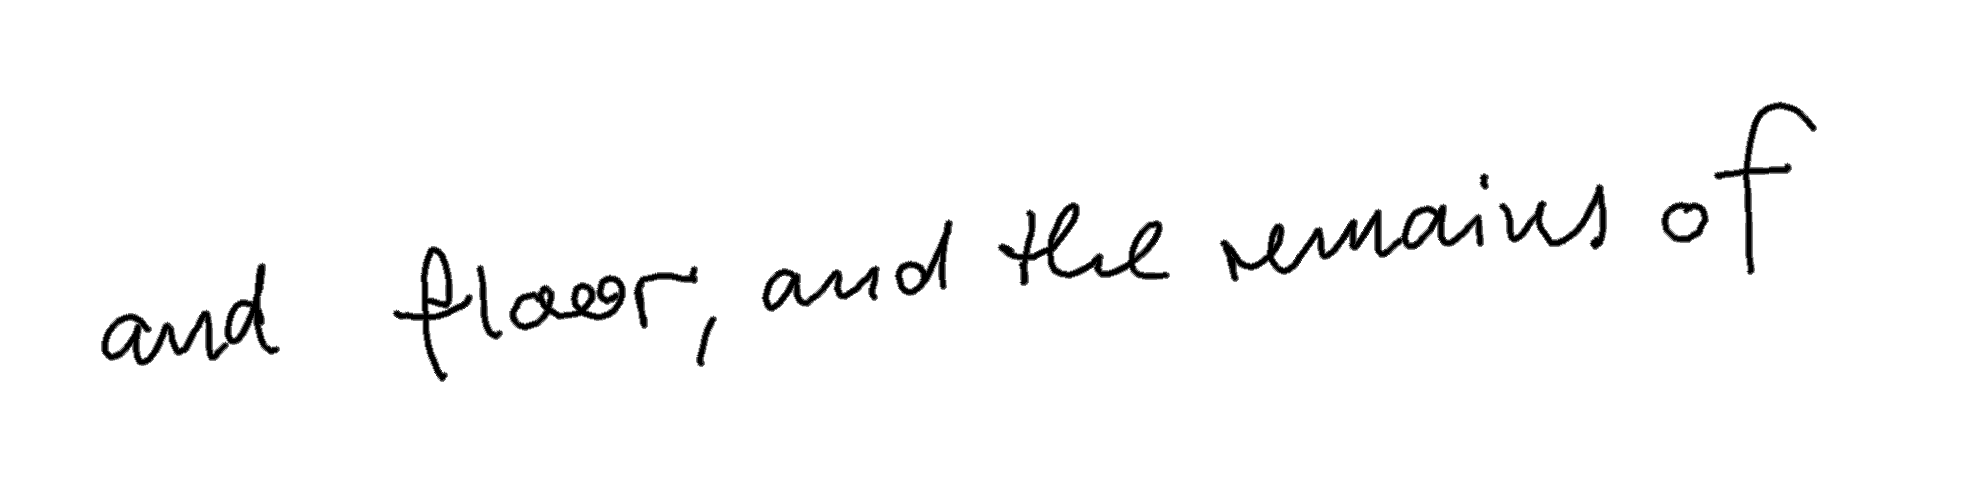 and floor, and the remains of